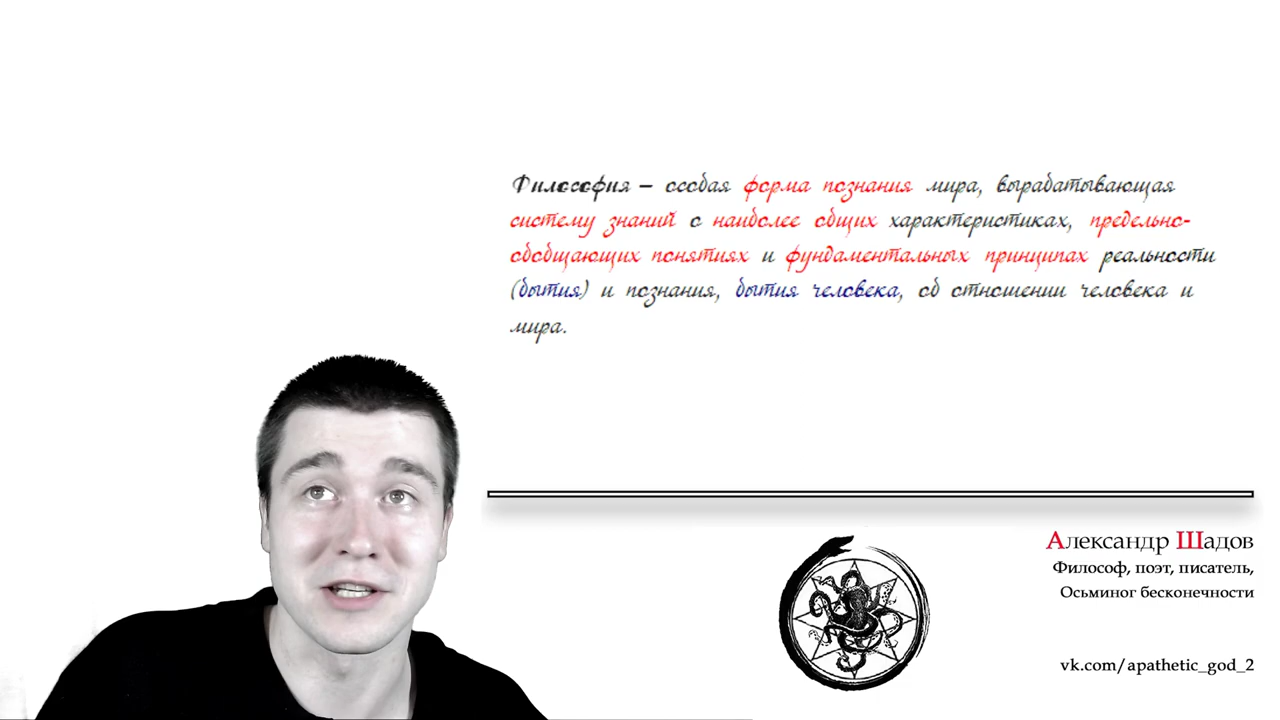 Философия – особая форма познания мира, вырабатывающая
систему знаний о наиболее общих характеристиках, предельно-
обобщающих понятиях и фундаментальных принципах реальности
(бытия) и познания, бытия человека, об отношении человека и
мира.
Александр Шадов
Философ, поэт, писатель,
Осьминог бесконечности
vk.com/apathetic_god_2